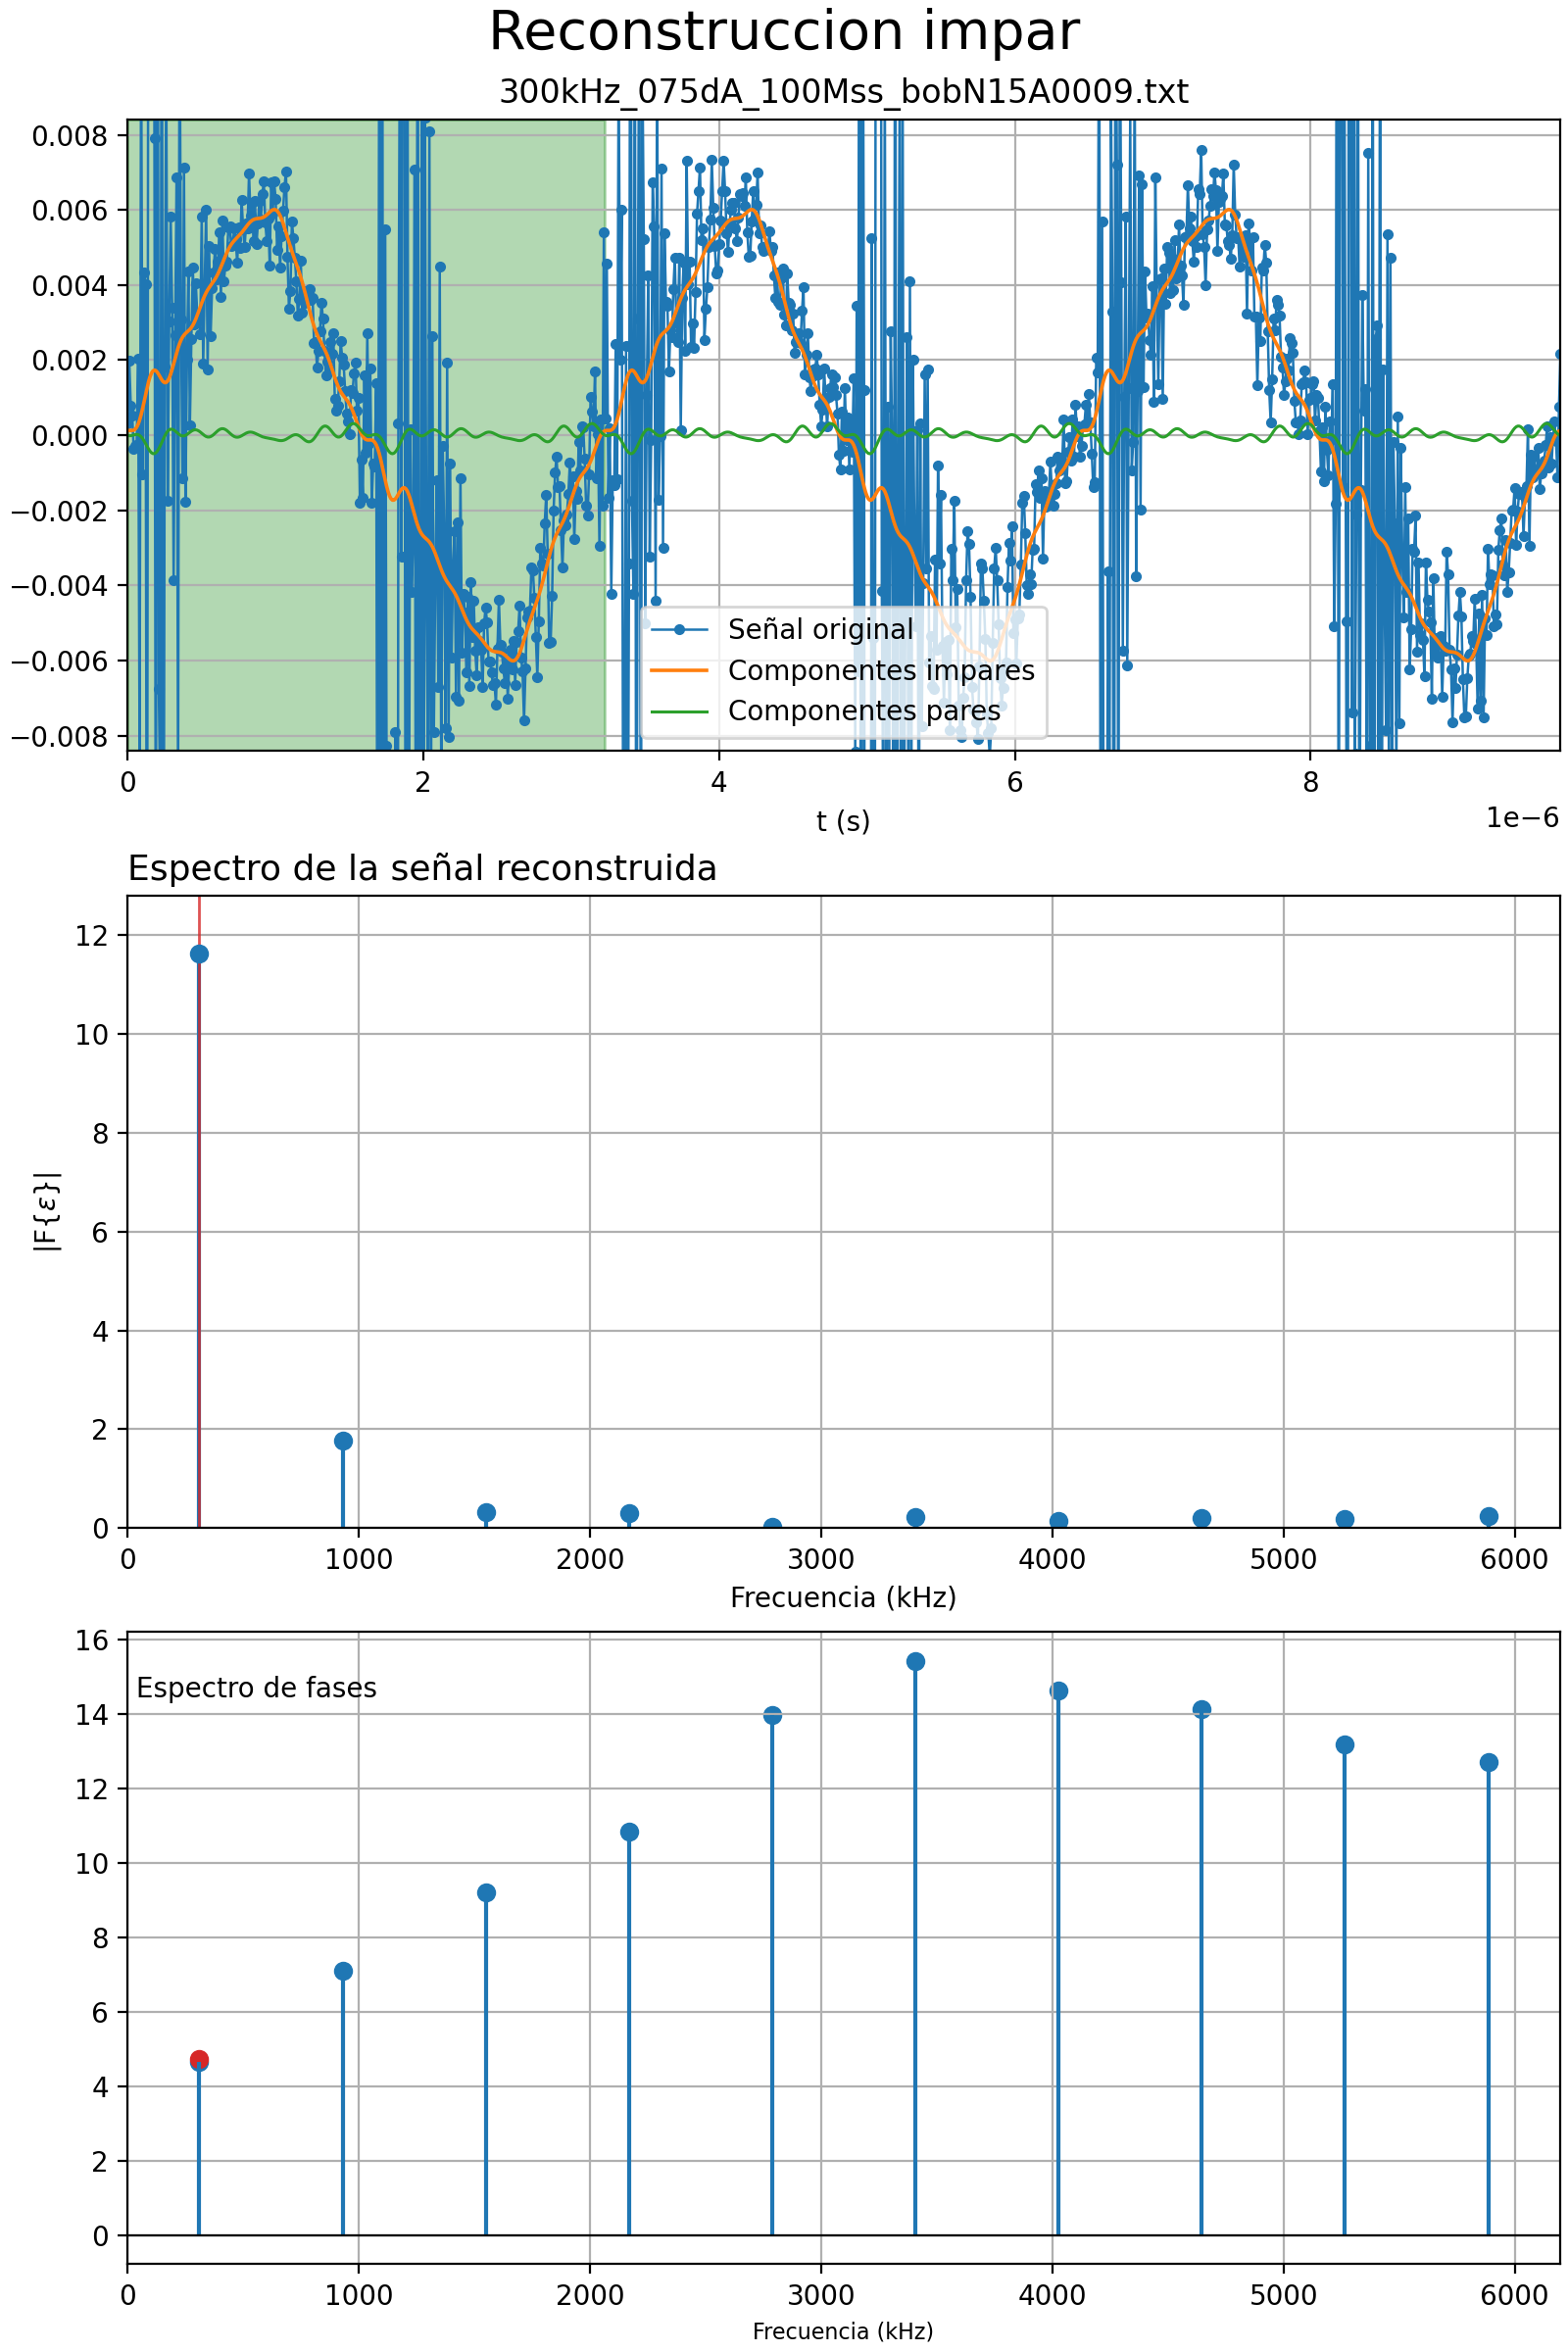 Reconstruccion impar
300kHz_075dA_100Mss_bobN15A0009.txt
0.008
0.006
0.004
0.002
0.000
−0.002
−0.004
−0.006
−0.008
Señal original
Componentes impares
Componentes pares
0 2 4 6 8
1e−6
t (s)
Espectro de la señal reconstruida
12
10
8
6
4
2
0
|F{ε}|
0 1000 2000 3000 4000 5000 6000
Frecuencia (kHz)
16
Espectro de fases
14
12
10
8
6
4
2
0
0 1000 2000 3000 4000 5000 6000
Frecuencia (kHz)